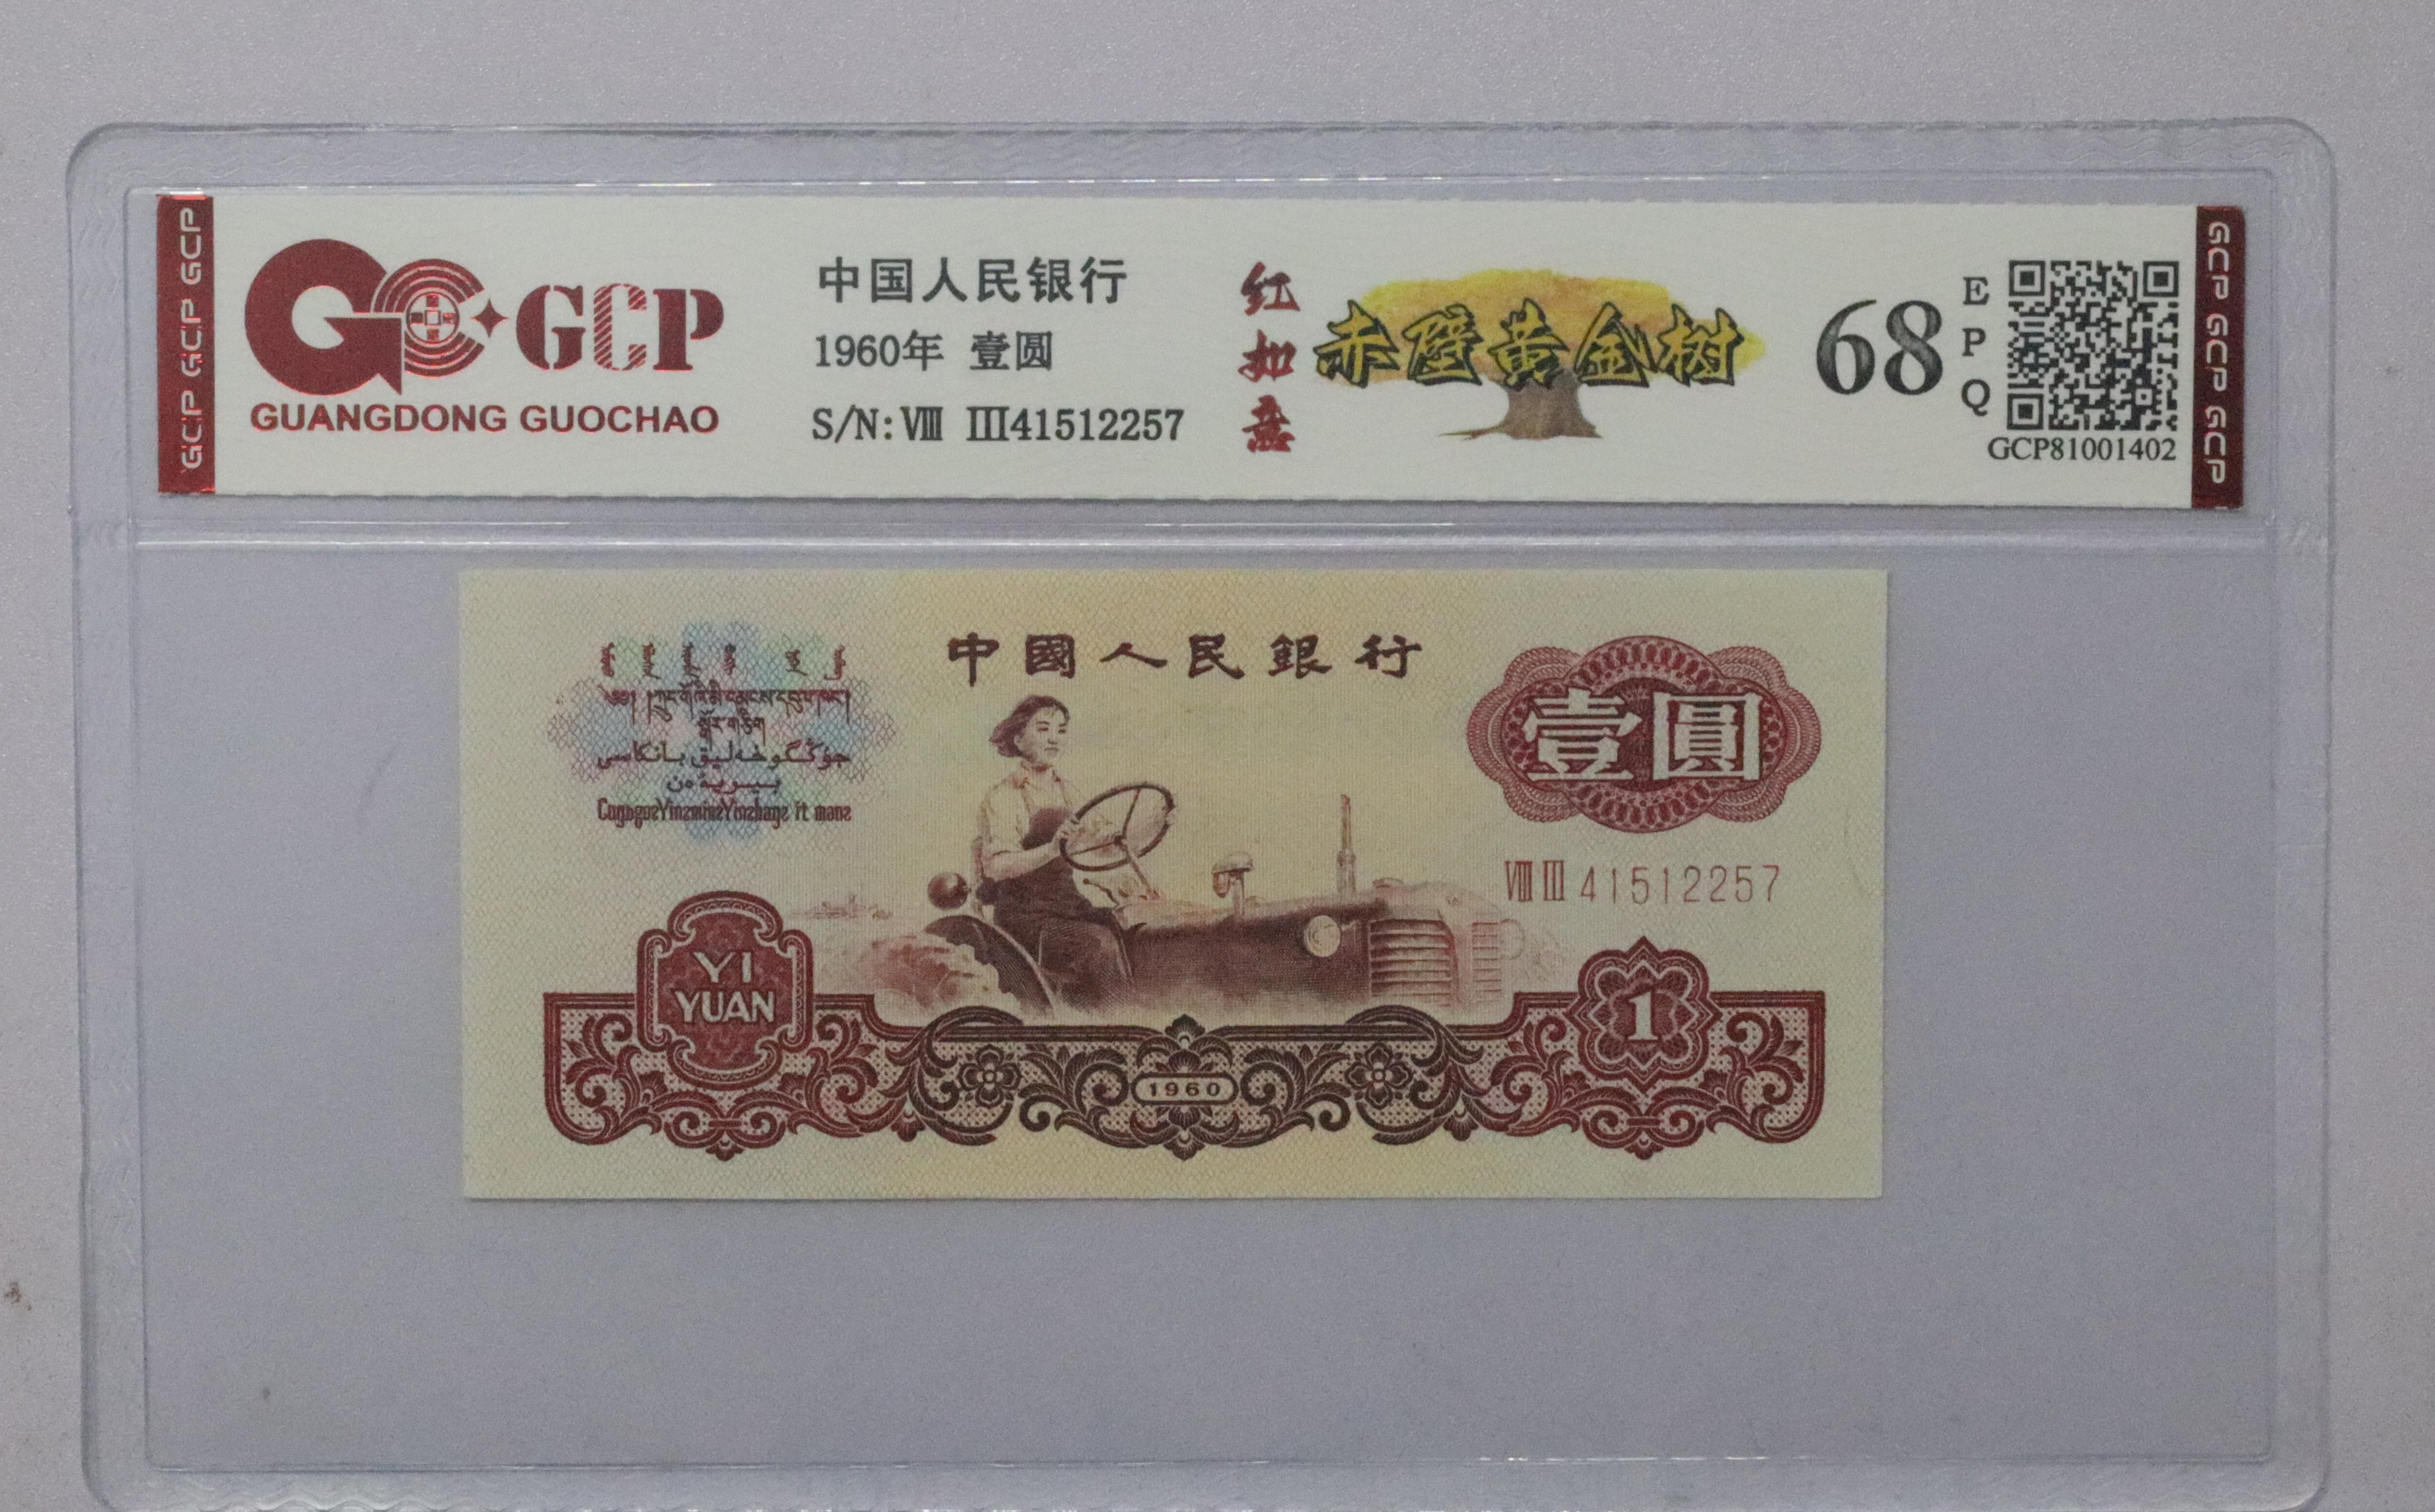 GCP GCP GCP
GCP
GUANGDONG GUOCHAO
中国人民银行
1960年 壹圆
S/N: Ⅷ Ⅲ41512257
红如意
赤壁黄金树
68
EPQ
GCP81001402
GCP GCP GCP
中國人民銀行
壹圓
Ⅷ Ⅲ 41512257
YI
YUAN
1
1960